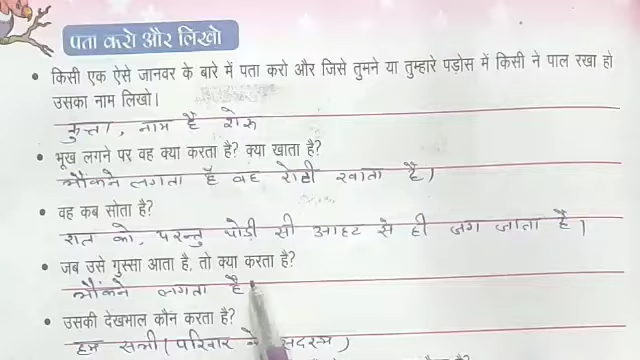 पता करो और लिखो
• किसी एक ऐसे जानवर के बारे में पता करो और जिसे तुमने या तुम्हारे पड़ोस में किसी ने पाल रखा हो
उसका नाम लिखो।
कुत्ता, नाम है शेरू
• भूख लगने पर वह क्या करता है? क्या खाता है?
भौंकने लगता है वह रोटी खाता है।
• वह कब सोता है?
रात को, परन्तु थोड़ी सी आहट से ही जग जाता है।
• जब उसे गुस्सा आता है, तो क्या करता है?
भौंकने लगता है
• उसकी देखभाल कौन करता है?
हम सभी (परिवार के सदस्य)